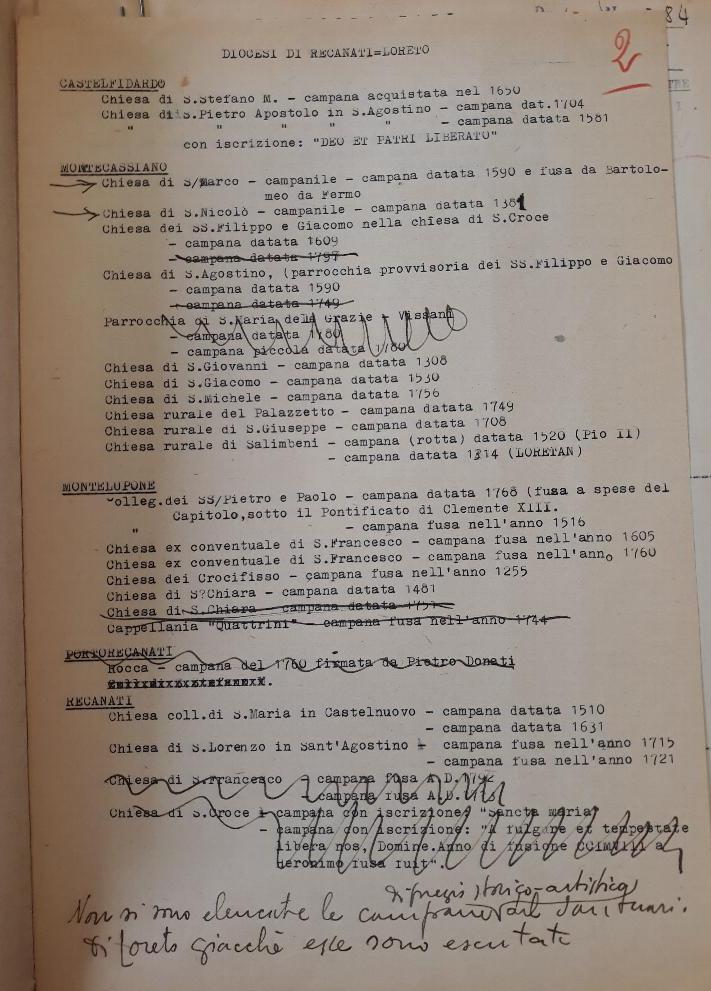 84
2
DIOCESI DI RECANATI=LORETO
CASTELFIDARDO
Chiesa di S.Stefano M. - campana acquistata nel 1650
Chiesa di S.Pietro Apostolo in S.Agostino - campana dat.1704
" " " " " - campana datata 1581
con iscrizione: "DEO ET PATRI LIBERATO"
MONTECASSIANO
Chiesa di S/Marco - campanile - campana datata 1590 e fusa da Bartolo-
meo da Fermo
Chiesa di S.Nicolò - campanile - campana datata 1381
Chiesa dei SS.Filippo e Giacomo nella chiesa di S.Croce
- campana datata 1609
- campana datata 1797
Chiesa di S.Agostino, (parrocchia provvisoria dei SS.Filippo e Giacomo
- campana datata 1590
- campana datata 1749
Parrocchia di S.Maria delle Grazie - Vissani
- campana datata 1780
- campana piccola datata 1780
Chiesa di S.Giovanni - campana datata 1308
Chiesa di S.Giacomo - campana datata 1530
Chiesa di S.Michele - campana datata 1756
Chiesa rurale del Palazzetto - campana datata 1749
Chiesa rurale di S.Giuseppe - campana datata 1708
Chiesa rurale di Salimbeni - campana (rotta) datata 1520 (Pio II)
- campana datata 1314 (LORETAN)
MONTELUPONE
Colleg.dei SS/Pietro e Paolo - campana datata 1768 (fusa a spese del
Capitolo,sotto il Pontificato di Clemente XIII.
" - campana fusa nell'anno 1516
Chiesa ex conventuale di S.Francesco - campana fusa nell'anno 1605
Chiesa ex conventuale di S.Francesco - campana fusa nell'anno 1760
Chiesa dei Crocifisso - campana fusa nell'anno 1255
Chiesa di S?Chiara - campana datata 1481
Chiesa di S.Chiara - campana datata 1751
Cappellania "Quattrini" - campana fusa nell'anno 1744
PORTORECANATI
Rocca - campana del 1760 firmata da Pietro Donati
RECANATI
Chiesa coll.di S.Maria in Castelnuovo - campana datata 1510
- campana datata 1631
Chiesa di S.Lorenzo in Sant'Agostino - campana fusa nell'anno 1715
- campana fusa nell'anno 1721
Chiesa di S.Francesco - campana fusa A.D.
- campana fusa A.D.
Chiesa di S.Croce - campana con iscrizione: "Sancta Maria"
- campana con iscrizione: "A fulgure et tempestate
libera nos, Domine.Anno di fusione a
Geronimo fusa fuit".
di pregio storico-artistico
Non si sono elencate le campane del Santuario
di Loreto giacchè esse sono